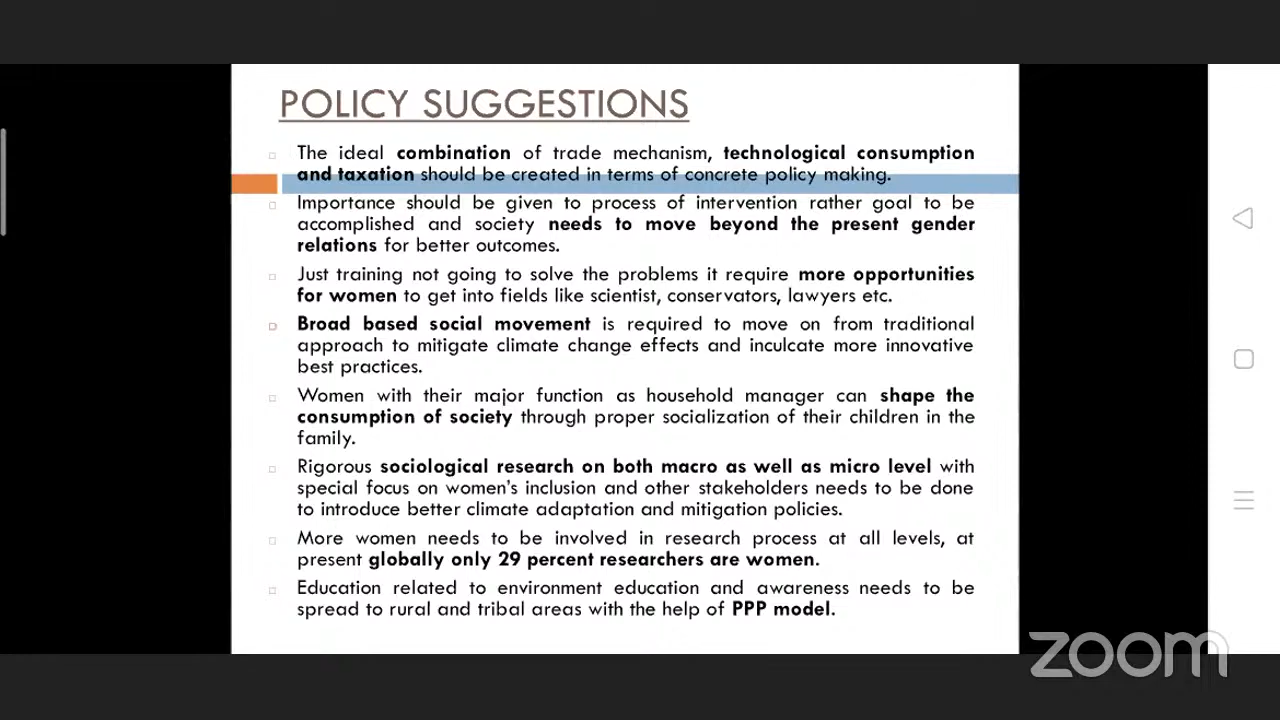 POLICY SUGGESTIONS
The ideal combination of trade mechanism, technological consumption
and taxation should be created in terms of concrete policy making.
Importance should be given to process of intervention rather goal to be
accomplished and society needs to move beyond the present gender
relations for better outcomes.
Just training not going to solve the problems it require more opportunities
for women to get into fields like scientist, conservators, lawyers etc.
Broad based social movement is required to move on from traditional
approach to mitigate climate change effects and inculcate more innovative
best practices.
Women with their major function as household manager can shape the
consumption of society through proper socialization of their children in the
family.
Rigorous sociological research on both macro as well as micro level with
special focus on women's inclusion and other stakeholders needs to be done
to introduce better climate adaptation and mitigation policies.
More women needs to be involved in research process at all levels, at
present globally only 29 percent researchers are women.
Education related to environment education and awareness needs to be
spread to rural and tribal areas with the help of PPP model.
zoom